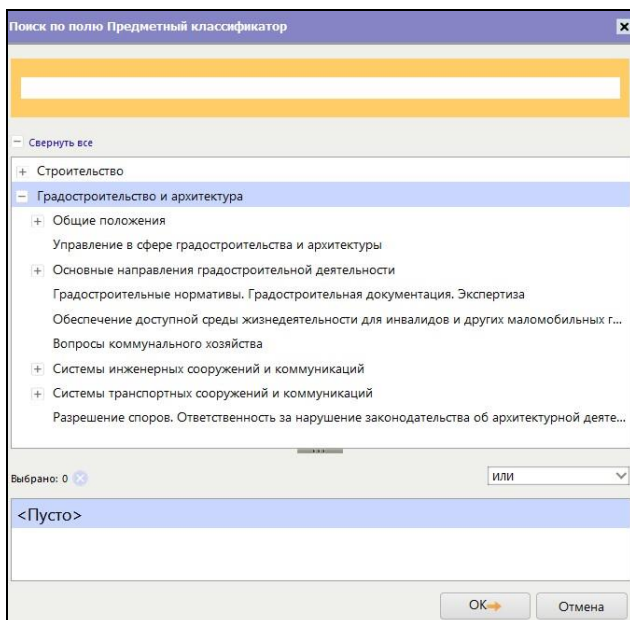 Поиск по полю Предметный классификатор
Свернуть все
Строительство
Градостроительство и архитектура
Общие положения
Управление в сфере градостроительства и архитектуры
Основные направления градостроительной деятельности
Градостроительные нормативы. Градостроительная документация. Экспертиза
Обеспечение доступной среды жизнедеятельности для инвалидов и других маломобильных г...
Вопросы коммунального хозяйства
Системы инженерных сооружений и коммуникаций
Системы транспортных сооружений и коммуникаций
Разрешение споров. Ответственность за нарушение законодательства об архитектурной деяте...
Выбрано: 0
или
<Пусто>
ОК
Отмена